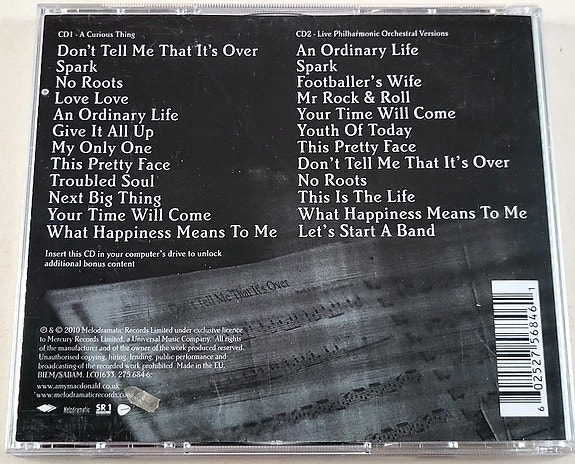 CD1 - A Curious Thing
Don't Tell Me That It's Over
Spark
No Roots
Love Love
An Ordinary Life
Give It All Up
My Only One
This Pretty Face
Troubled Soul
Next Big Thing
Your Time Will Come
What Happiness Means To Me
Insert this CD in your computer's drive to unlock
additional bonus content
CD2 - Live Philharmonic Orchestral Versions
An Ordinary Life
Spark
Footballer's Wife
Mr Rock & Roll
Your Time Will Come
Youth Of Today
This Pretty Face
Don't Tell Me That It's Over
No Roots
This Is The Life
What Happiness Means To Me
Let's Start A Band
Tell Me That It's Over
℗ & © 2010 Melodramatic Records Limited under exclusive licence
to Mercury Records Limited, a Universal Music Company. All rights
of the manufacturer and of the owner of the work produced reserved.
Unauthorised copying, hiring, lending, public performance and
broadcasting of the recorded work prohibited. Made in the EU.
BIEM/SABAM. LC01633. 275,684-6.
www.amymacdonald.co.uk
www.melodramaticrecords.com
Melodramatic
SR1
6 02527 56846 1